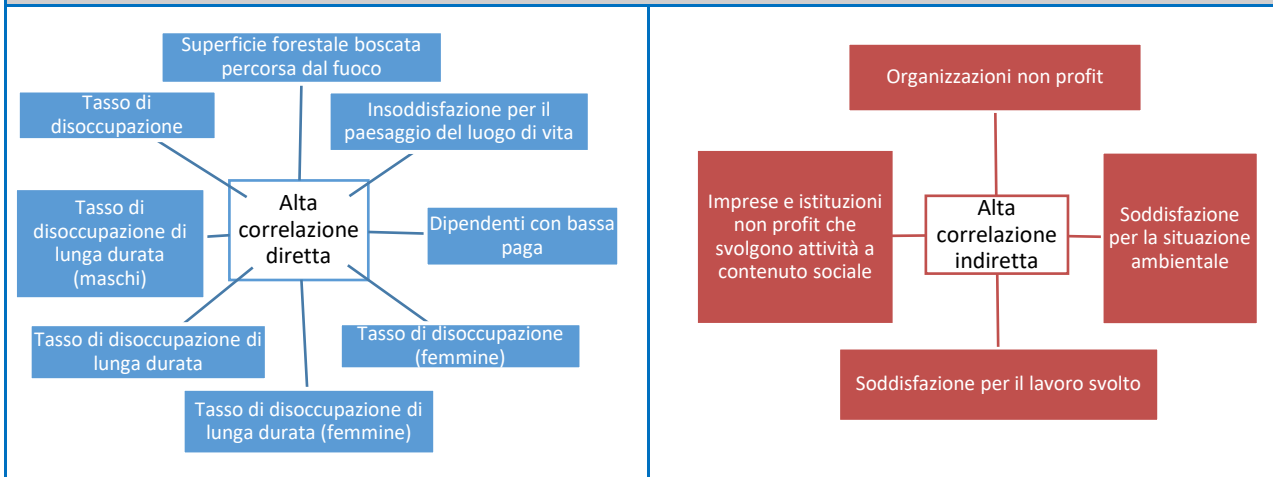 Superficie forestale boscata
percorsa dal fuoco
Tasso di
disoccupazione
Insoddisfazione per il
paesaggio del luogo di vita
Tasso di
disoccupazione di
lunga durata
(maschi)
Alta
correlazione
diretta
Dipendenti con bassa
paga
Tasso di disoccupazione di
lunga durata
Tasso di disoccupazione
(femmine)
Tasso di disoccupazione di
lunga durata (femmine)
Organizzazioni non profit
Imprese e istituzioni
non profit che
svolgono attività a
contenuto sociale
Alta
correlazione
indiretta
Soddisfazione
per la situazione
ambientale
Soddisfazione per il lavoro svolto